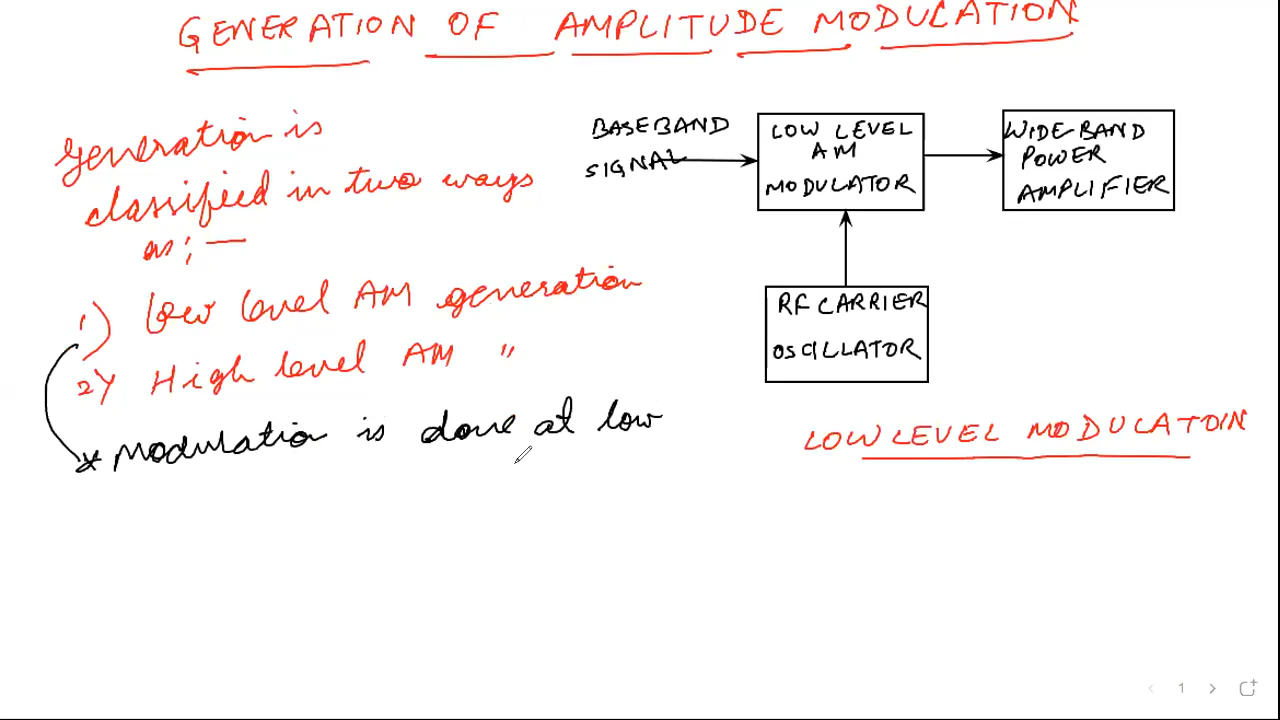 GENERATION OF AMPLITUDE MODULATION
Generation is
classified in two ways
as; —
1) Low level AM generation
2) High level AM "
* Modulation is done at low
BASEBAND
SIGNAL
LOW LEVEL
AM
MODULATOR
WIDE BAND
POWER
AMPLIFIER
RF CARRIER
OSCILLATOR
LOW LEVEL MODULATOIN
1